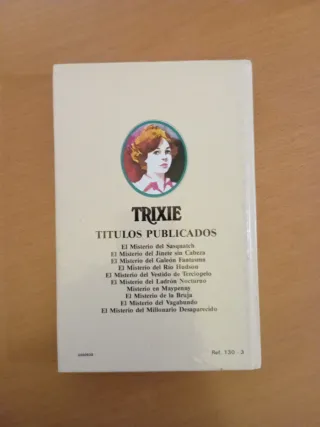 TRIXIE
TITULOS PUBLICADOS
El Misterio del Sasquatch
El Misterio del Jinete sin Cabeza
El Misterio del Galeón Fantasma
El Misterio del Río Hudson
El Misterio del Vestido de Terciopelo
El Misterio del Ladrón Nocturno
Misterio en Maypenny
El Misterio de la Bruja
El Misterio del Vagabundo
El Misterio del Millonario Desaparecido
Ref. 130 - 3